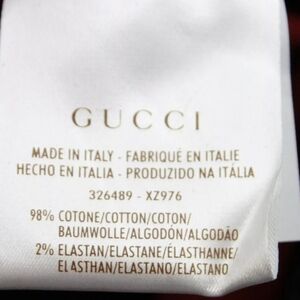 GUCCI
MADE IN ITALY - FABRIQUÉ EN ITALIE
HECHO EN ITALIA - PRODUZIDO NA ITÁLIA
326489 - XZ976
98% COTONE/COTTON/COTON/
BAUMWOLLE/ALGODÓN/ALGODÃO
2% ELASTAN/ELASTANE/ÉLASTHANNE/
ELASTHAN/ELASTANO/ELASTANO